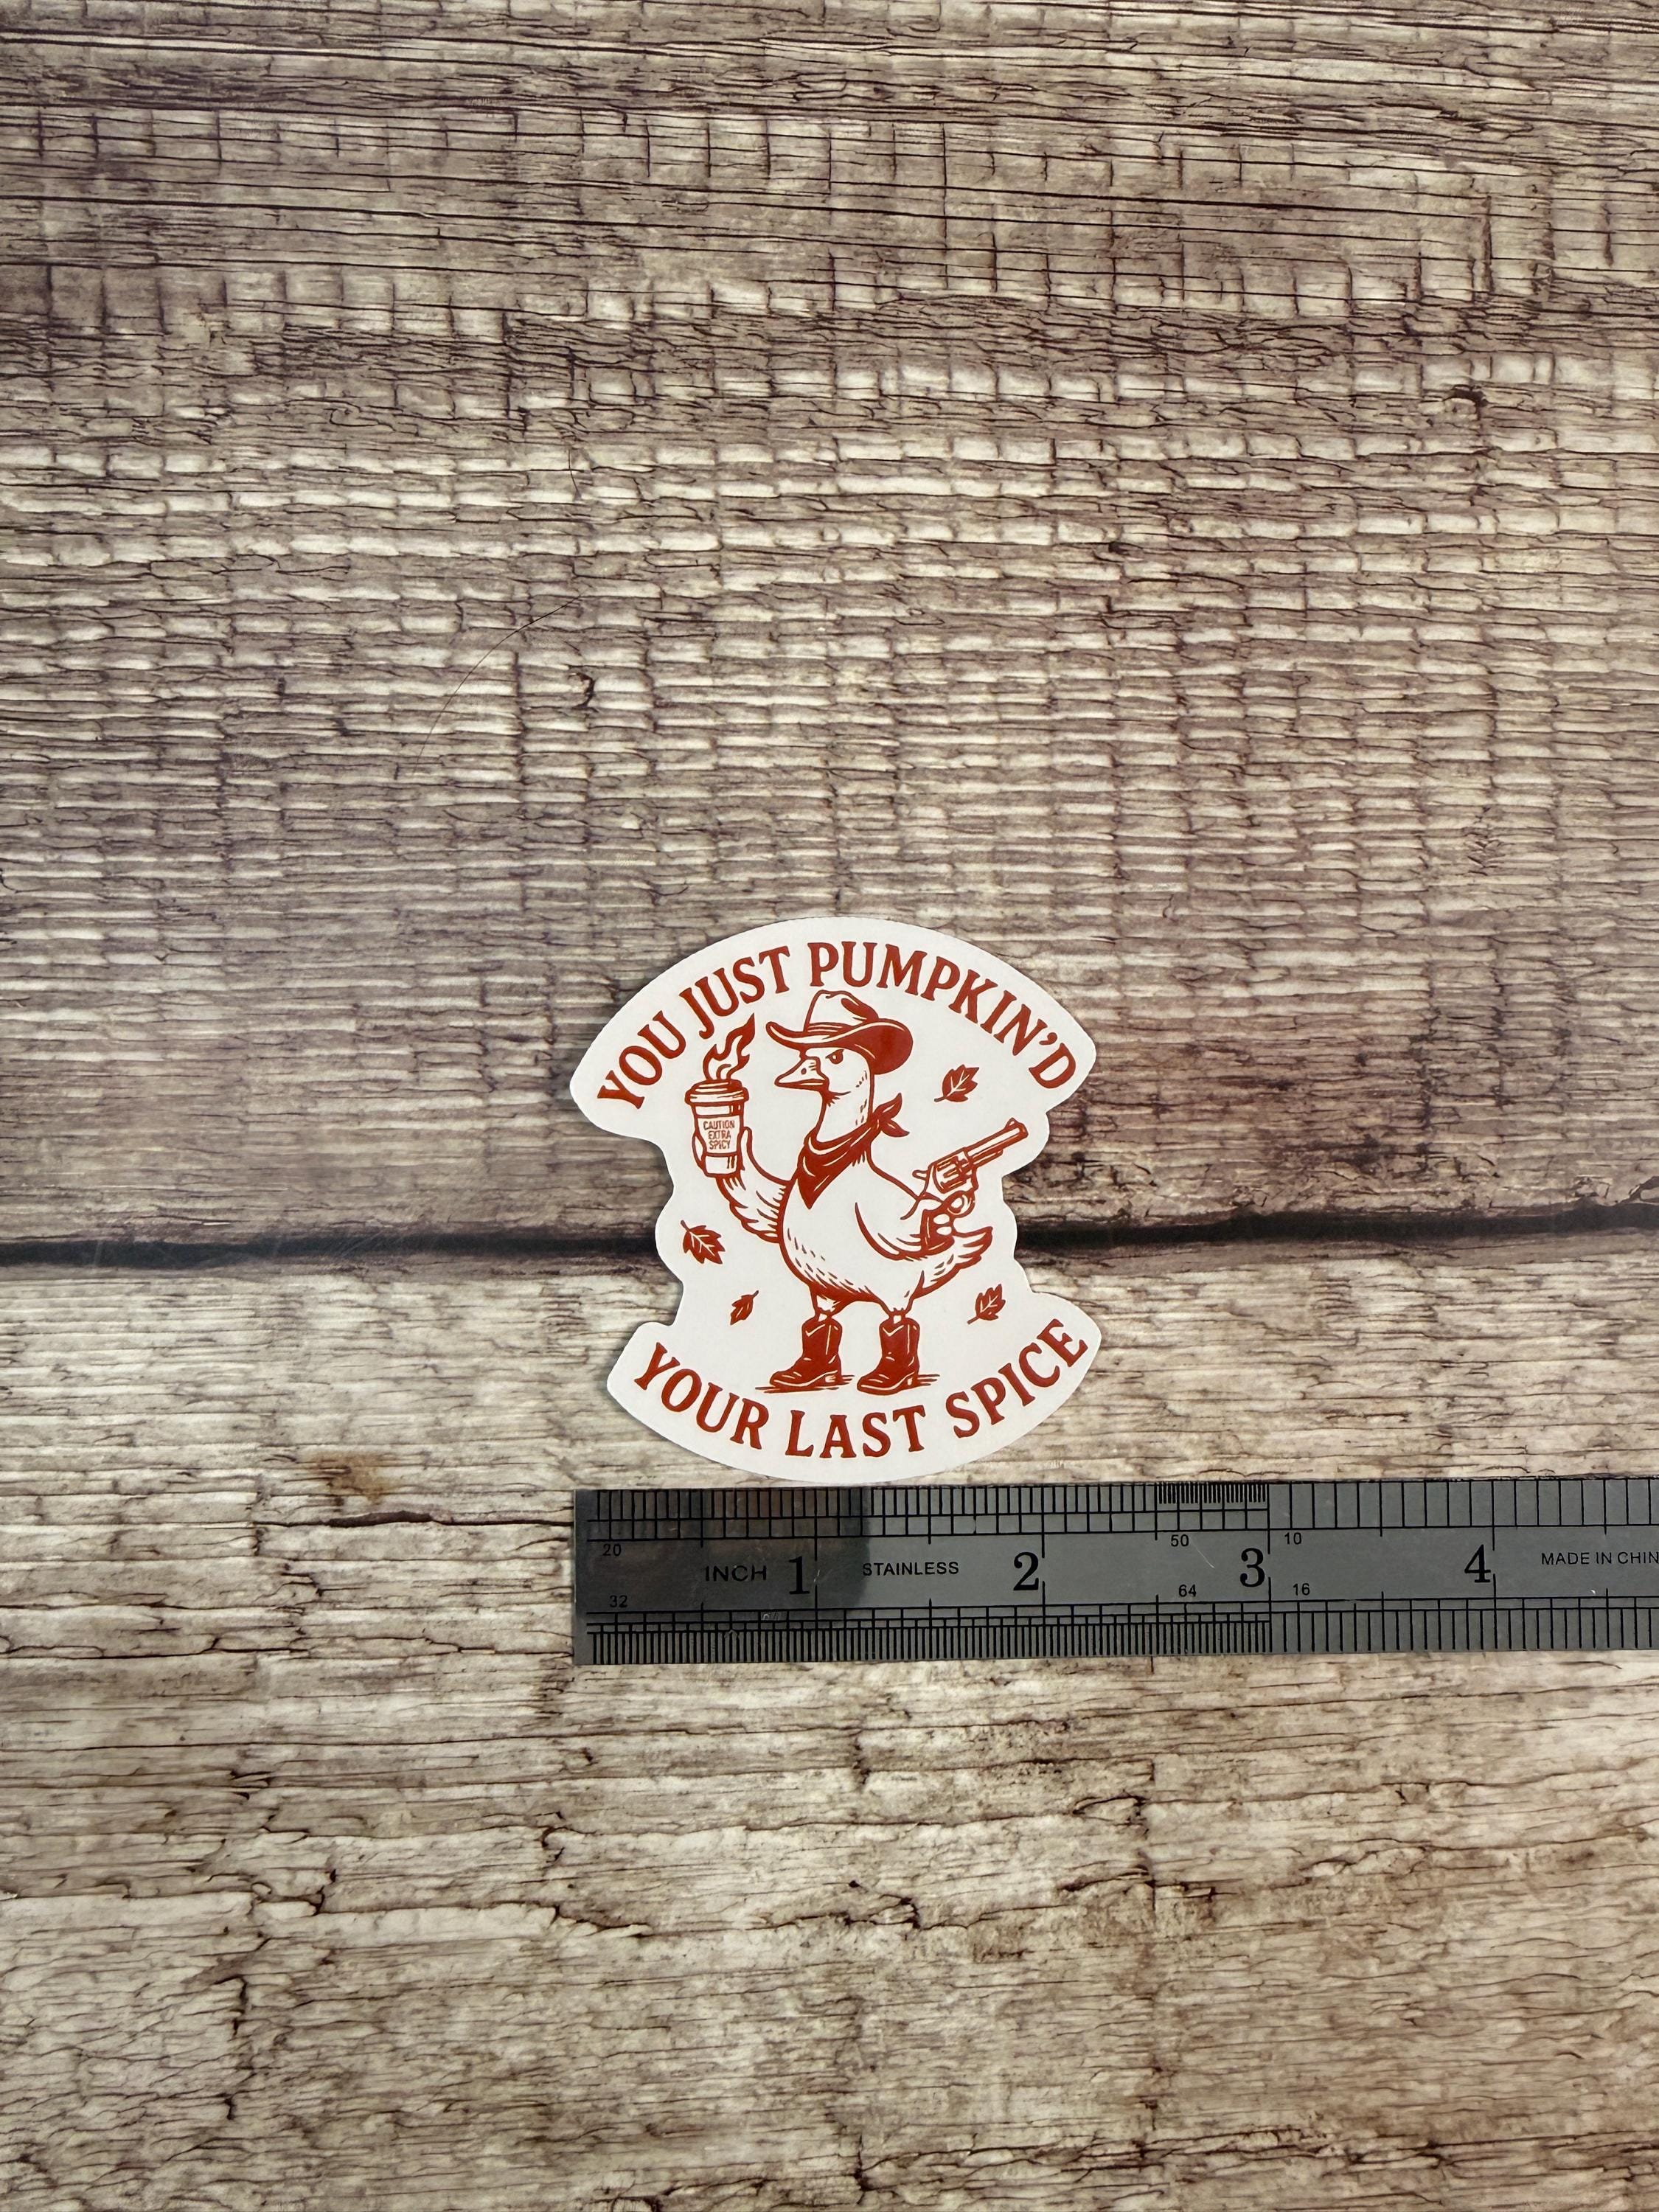 YOU JUST PUMPKIN'D
CAUTION
EXTRA
SPICY
YOUR LAST SPICE
20 50 10
INCH 1 STAINLESS 2 3 4 MADE IN CHIN
32 64 16